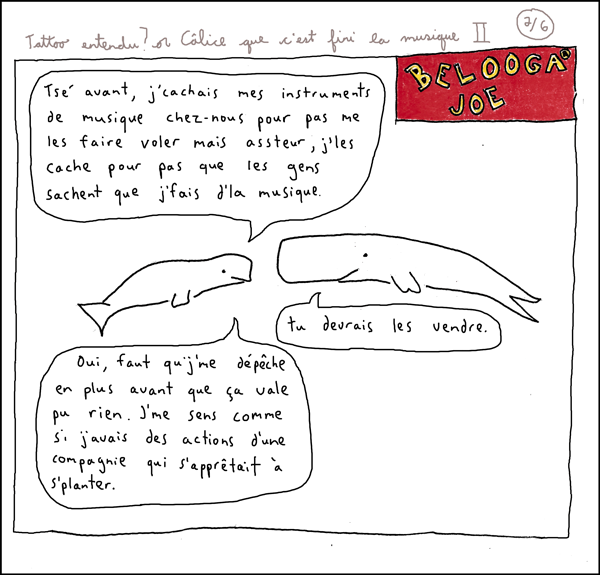 Tattoo entendu? ou Câlice que c'est fini la musique II
2/6
BELOOGA
JOE
Tsé avant, j'cachais mes instruments
de musique chez-nous pour pas me
les faire voler mais assteur, j'les
cache pour pas que les gens
sachent que j'fais d'la musique.
tu devrais les vendre.
Oui, faut qu'j'me dépêche
en plus avant que ça vale
pu rien. J'me sens comme
si j'avais des actions d'une
compagnie qui s'apprêtait à
s'planter.